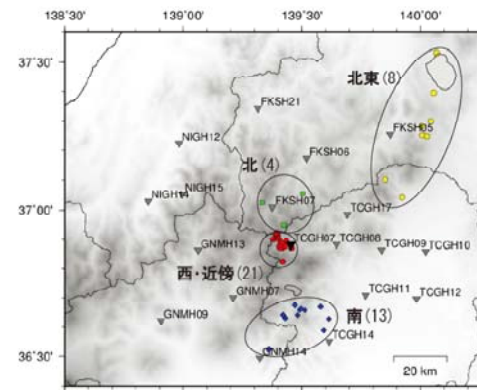 138°30' 139°00' 139°30' 140°00'
37°30'
北東(8)
FKSH21
NIGH12
FKSH05
FKSH06
北(4)
NIGH15
NIGH14
FKSH07
TCGH17
37°00'
GNMH13
TCGH07
TCGH08
TCGH09
TCGH10
西・近傍(21)
GNMH07
TCGH11
TCGH12
GNMH09
南(13)
TCGH14
36°30'
GNMH14
20 km